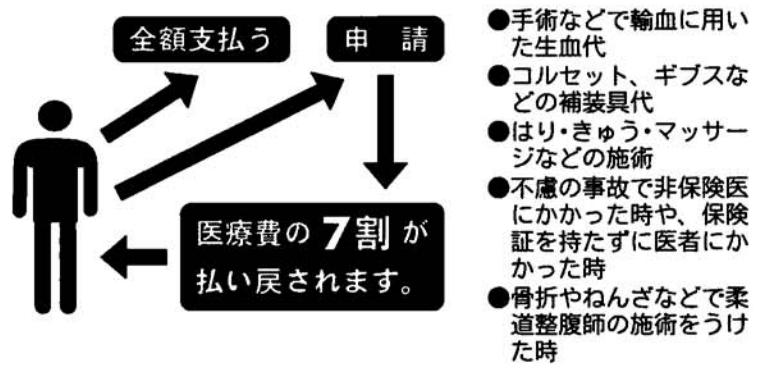 全額支払う
申 請
医療費の7割が
払い戻されます。
●手術などで輸血に用い
た生血代
●コルセット、ギブスな
どの補装具代
●はり・きゅう・マッサー
ジなどの施術
●不慮の事故で非保険医
にかかった時や、保険
証を持たずに医者にか
かった時
●骨折やねんざなどで柔
道整腹師の施術をうけ
た時